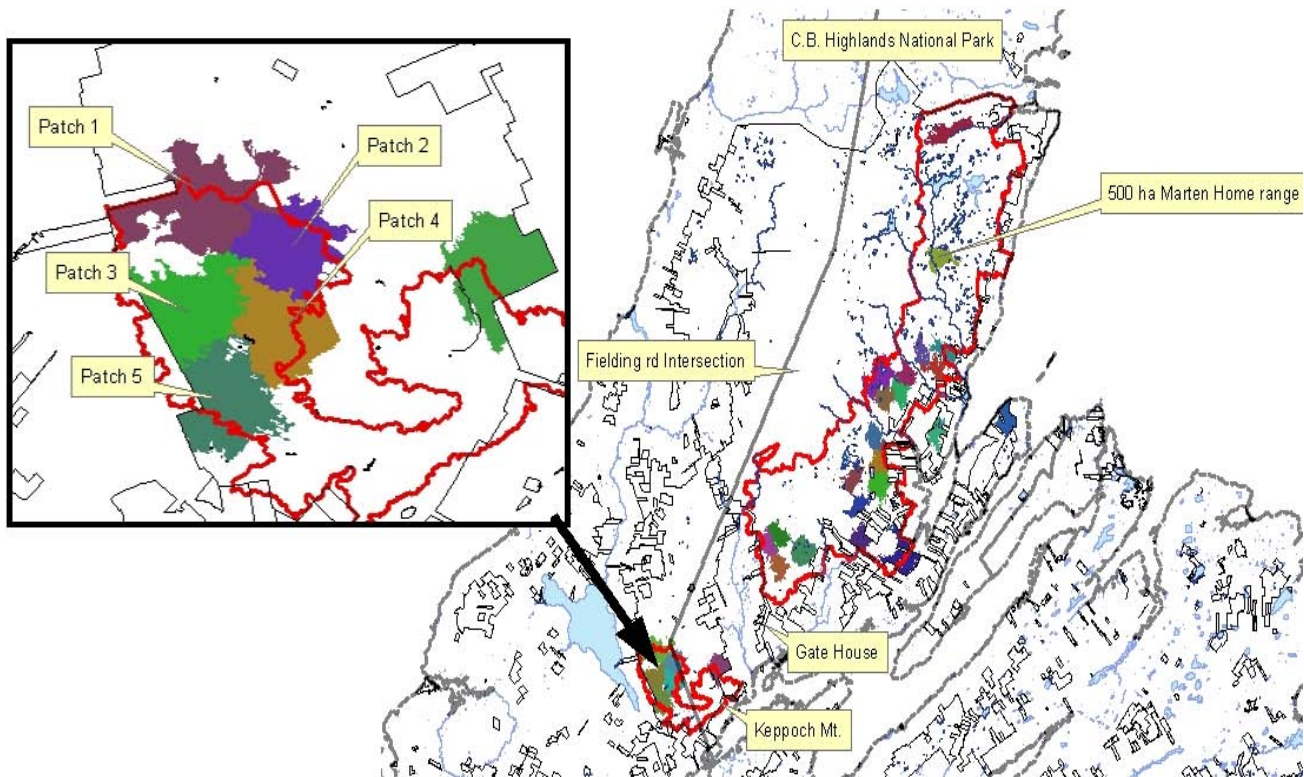 C.B. Highlands National Park
Patch 1
Patch 2
500 ha Marten Home range
Patch 4
Patch 3
Fielding rd Intersection
Patch 5
Gate House
Keppoch Mt.